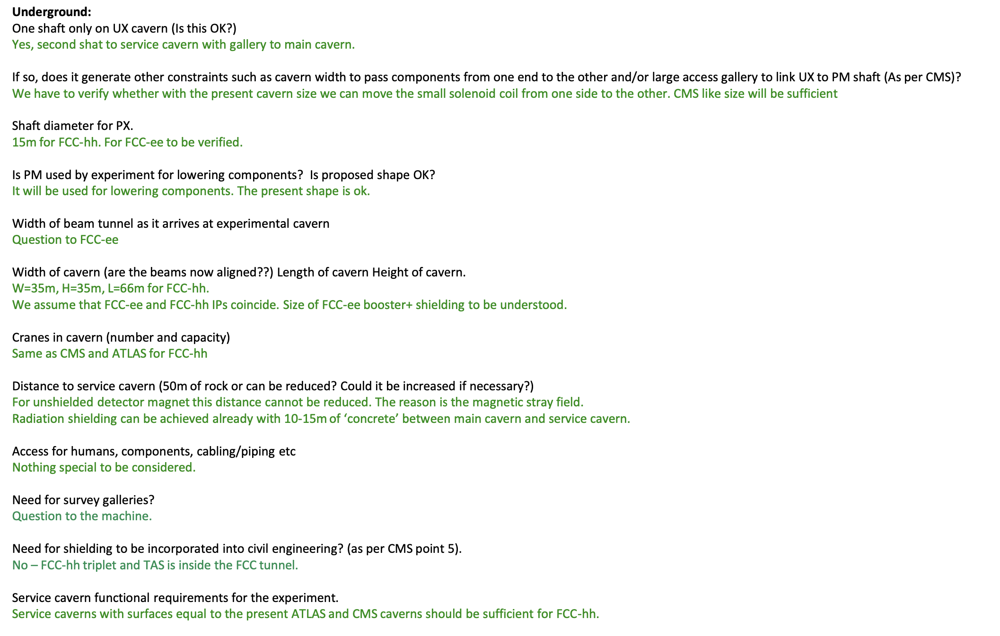 Underground:
One shaft only on UX cavern (Is this OK?)
Yes, second shat to service cavern with gallery to main cavern.
If so, does it generate other constraints such as cavern width to pass components from one end to the other and/or large access gallery to link UX to PM shaft (As per CMS)?
We have to verify whether with the present cavern size we can move the small solenoid coil from one side to the other. CMS like size will be sufficient
Shaft diameter for PX.
15m for FCC-hh. For FCC-ee to be verified.
Is PM used by experiment for lowering components?  Is proposed shape OK?
It will be used for lowering components. The present shape is ok.
Width of beam tunnel as it arrives at experimental cavern
Question to FCC-ee
Width of cavern (are the beams now aligned??) Length of cavern Height of cavern.
W=35m, H=35m, L=66m for FCC-hh.
We assume that FCC-ee and FCC-hh IPs coincide. Size of FCC-ee booster+ shielding to be understood.
Cranes in cavern (number and capacity)
Same as CMS and ATLAS for FCC-hh
Distance to service cavern (50m of rock or can be reduced? Could it be increased if necessary?)
For unshielded detector magnet this distance cannot be reduced. The reason is the magnetic stray field.
Radiation shielding can be achieved already with 10-15m of ‘concrete’ between main cavern and service cavern.
Access for humans, components, cabling/piping etc
Nothing special to be considered.
Need for survey galleries?
Question to the machine.
Need for shielding to be incorporated into civil engineering? (as per CMS point 5).
No – FCC-hh triplet and TAS is inside the FCC tunnel.
Service cavern functional requirements for the experiment.
Service caverns with surfaces equal to the present ATLAS and CMS caverns should be sufficient for FCC-hh.